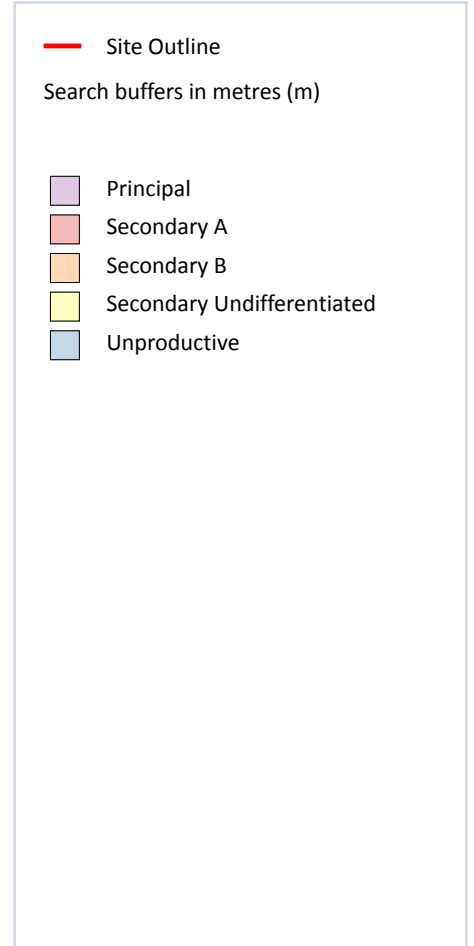 Site Outline
Search buffers in metres (m)
Principal
Secondary A
Secondary B
Secondary Undifferentiated
Unproductive